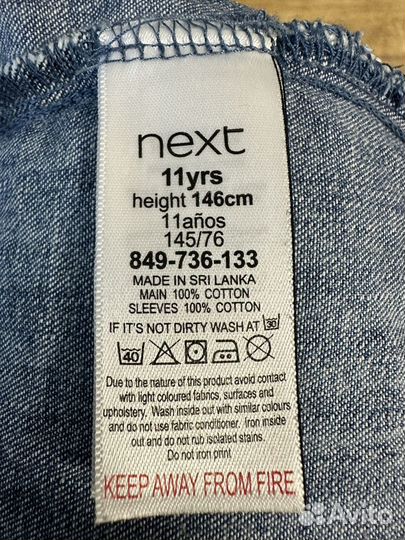 next
11yrs
height 146cm
11años
145/76
849-736-133
MADE IN SRI LANKA
MAIN 100% COTTON
SLEEVES 100% COTTON
IF IT'S NOT DIRTY WASH AT 30
40
Due to the nature of this product avoid contact
with light coloured fabrics, surfaces and
upholstery. Wash inside out with similar colours
and do not use fabric conditioner. Iron inside
out and do not rub isolated stains.
Do not iron print
KEEP AWAY FROM FIRE
Avito